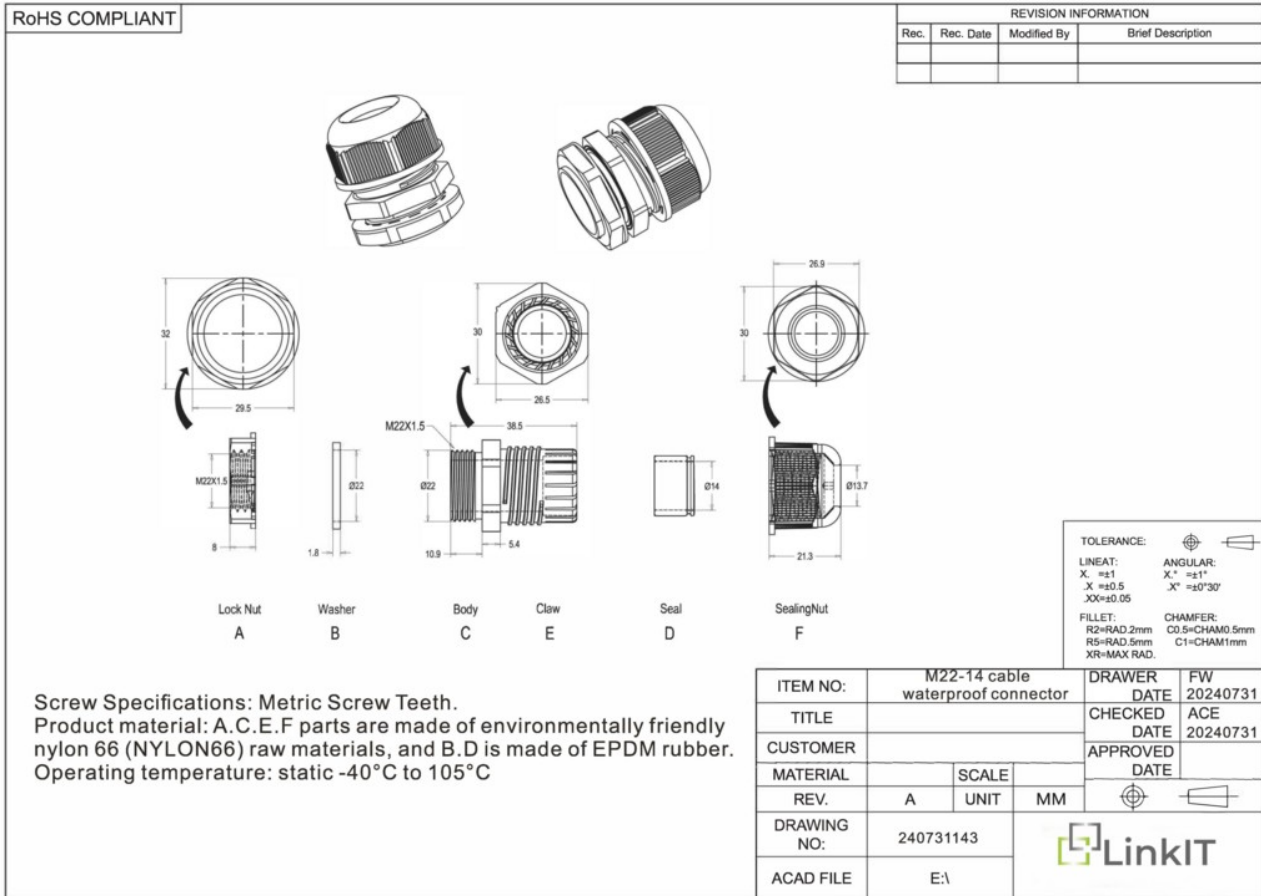 RoHS COMPLIANT
REVISION INFORMATION
Rec. Rec. Date Modified By Brief Description
26.9
32
30
30
29.5
26.5
M22X1.5
38.5
M22X1.5
Ø22
Ø22
Ø14
Ø13.7
8
1.8
10.9
5.4
21.3
Lock Nut Washer Body Claw Seal SealingNut
A B C E D F
TOLERANCE:
LINEAT: ANGULAR:
X. =±1 X.° =±1°
.X =±0.5 .X° =±0°30'
.XX=±0.05
FILLET: CHAMFER:
R2=RAD.2mm C0.5=CHAM0.5mm
R5=RAD.5mm C1=CHAM1mm
XR=MAX RAD.
Screw Specifications: Metric Screw Teeth.
Product material: A.C.E.F parts are made of environmentally friendly
nylon 66 (NYLON66) raw materials, and B.D is made of EPDM rubber.
Operating temperature: static -40°C to 105°C
ITEM NO: M22-14 cable waterproof connector DRAWER FW
DATE 20240731
TITLE CHECKED ACE
DATE 20240731
CUSTOMER APPROVED
DATE
MATERIAL SCALE
REV. A UNIT MM
DRAWING NO: 240731143
LinkIT
ACAD FILE E:\